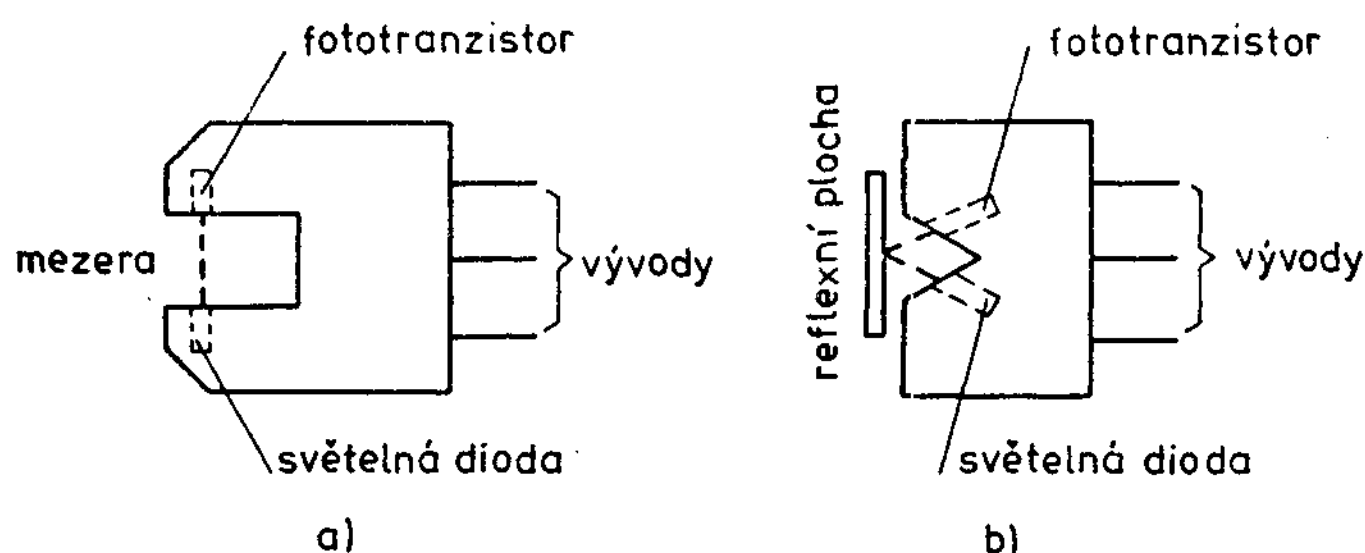 fototranzistor
mezera
vývody
světelná dioda
a)
fototranzistor
reflexní plocha
vývody
světelná dioda
b)